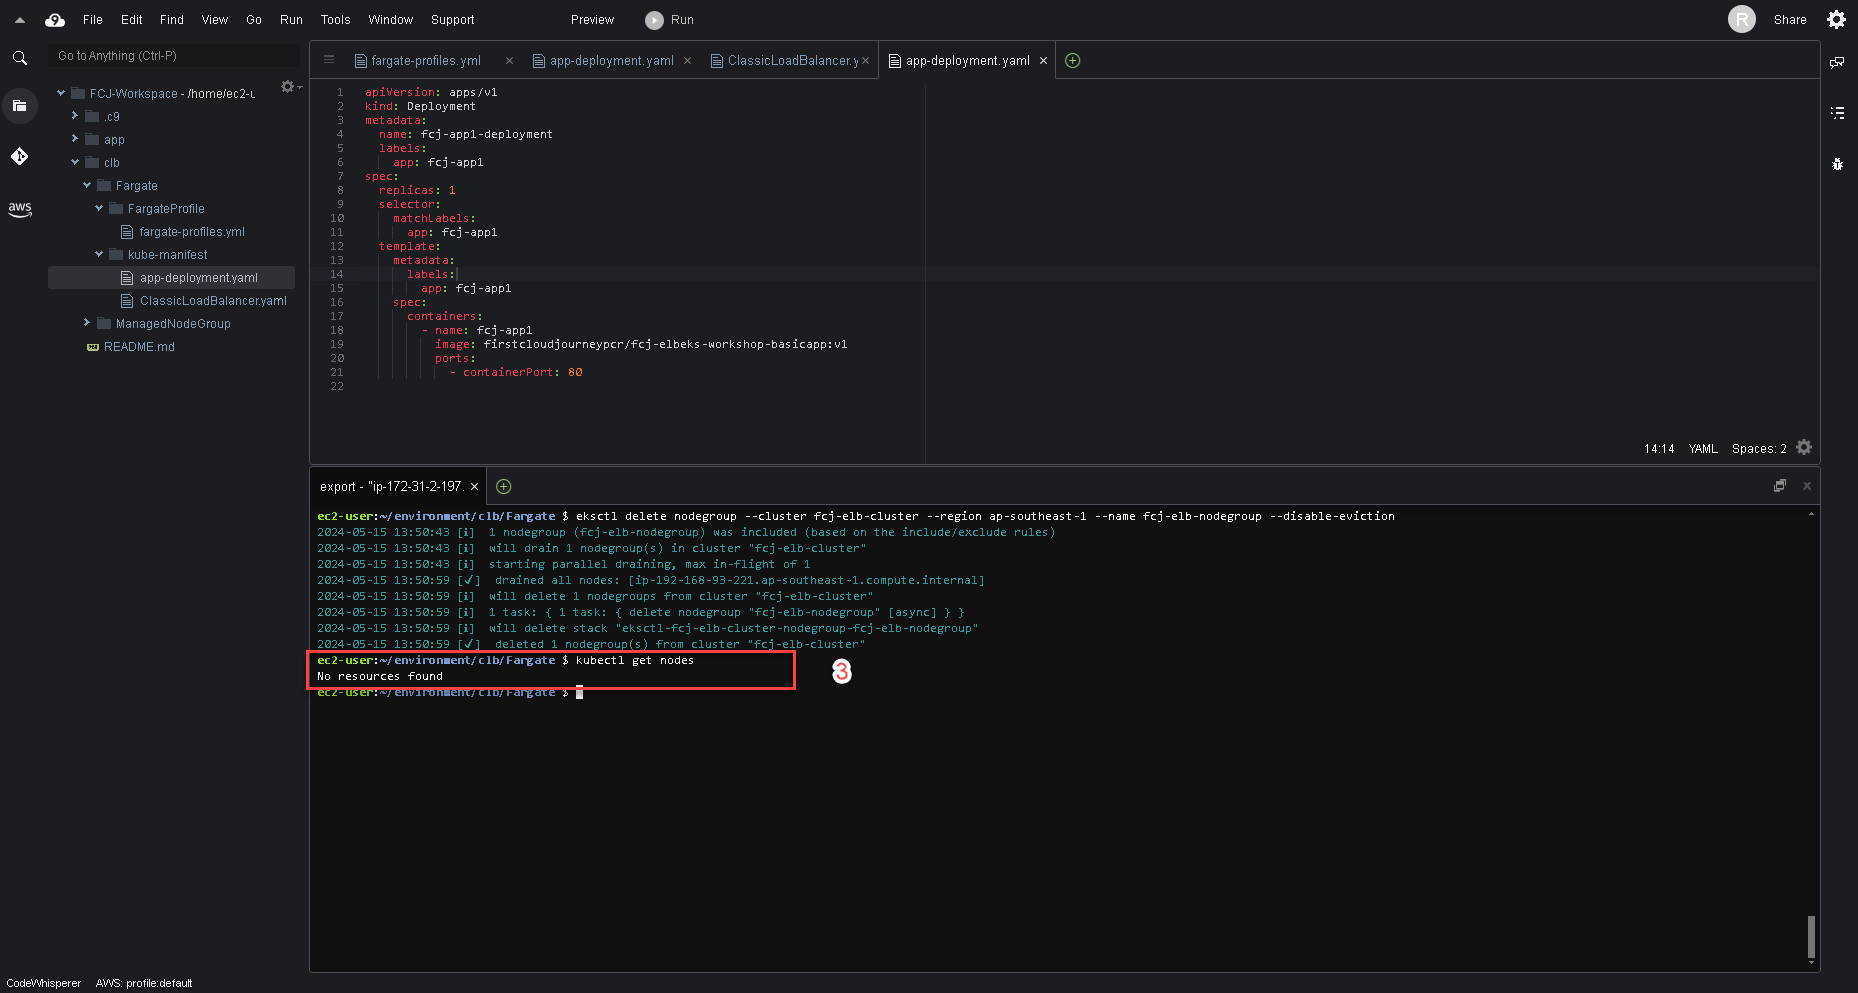 File Edit Find View Go Run Tools Window Support Preview Run R Share
Go to Anything (Ctrl-P)
FCJ-Workspace - /home/ec2-u
.c9
app
clb
Fargate
FargateProfile
fargate-profiles.yml
kube-manifest
app-deployment.yaml
ClassicLoadBalancer.yaml
ManagedNodeGroup
README.md
aws
fargate-profiles.yml app-deployment.yaml ClassicLoadBalancer.y app-deployment.yaml
1 apiVersion: apps/v1
2 kind: Deployment
3 metadata:
4 name: fcj-app1-deployment
5 labels:
6 app: fcj-app1
7 spec:
8 replicas: 1
9 selector:
10 matchLabels:
11 app: fcj-app1
12 template:
13 metadata:
14 labels:
15 app: fcj-app1
16 spec:
17 containers:
18 - name: fcj-app1
19 image: firstcloudjourneypcr/fcj-elbeks-workshop-basicapp:v1
20 ports:
21 - containerPort: 80
22
14:14 YAML Spaces: 2
export - "ip-172-31-2-197.
ec2-user:~/environment/clb/Fargate $ eksctl delete nodegroup --cluster fcj-elb-cluster --region ap-southeast-1 --name fcj-elb-nodegroup --disable-eviction
2024-05-15 13:50:43 [i] 1 nodegroup (fcj-elb-nodegroup) was included (based on the include/exclude rules)
2024-05-15 13:50:43 [i] will drain 1 nodegroup(s) in cluster "fcj-elb-cluster"
2024-05-15 13:50:43 [i] starting parallel draining, max in-flight of 1
2024-05-15 13:50:59 [✓] drained all nodes: [ip-192-168-93-221.ap-southeast-1.compute.internal]
2024-05-15 13:50:59 [i] will delete 1 nodegroups from cluster "fcj-elb-cluster"
2024-05-15 13:50:59 [i] 1 task: { 1 task: { delete nodegroup "fcj-elb-nodegroup" [async] } }
2024-05-15 13:50:59 [i] will delete stack "eksctl-fcj-elb-cluster-nodegroup-fcj-elb-nodegroup"
2024-05-15 13:50:59 [✓] deleted 1 nodegroup(s) from cluster "fcj-elb-cluster"
ec2-user:~/environment/clb/Fargate $ kubectl get nodes
No resources found
3
ec2-user:~/environment/clb/Fargate $
CodeWhisperer AWS: profile:default